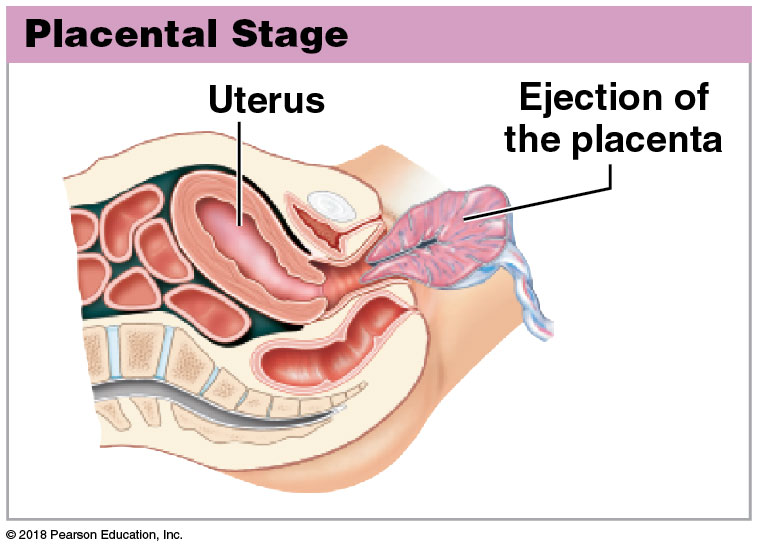 Placental Stage
Uterus
Ejection of
the placenta
© 2018 Pearson Education, Inc.